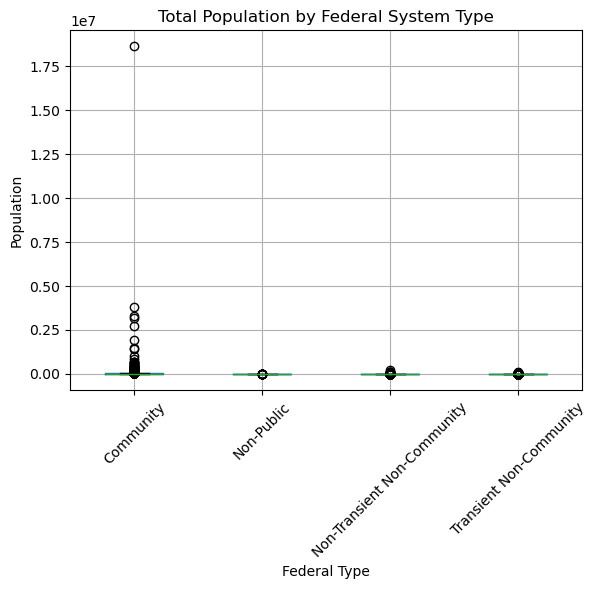 Total Population by Federal System Type
1e7
1.75
1.50
1.25
1.00
0.75
0.50
0.25
0.00
Population
Community
Non-Public
Non-Transient Non-Community
Transient Non-Community
Federal Type